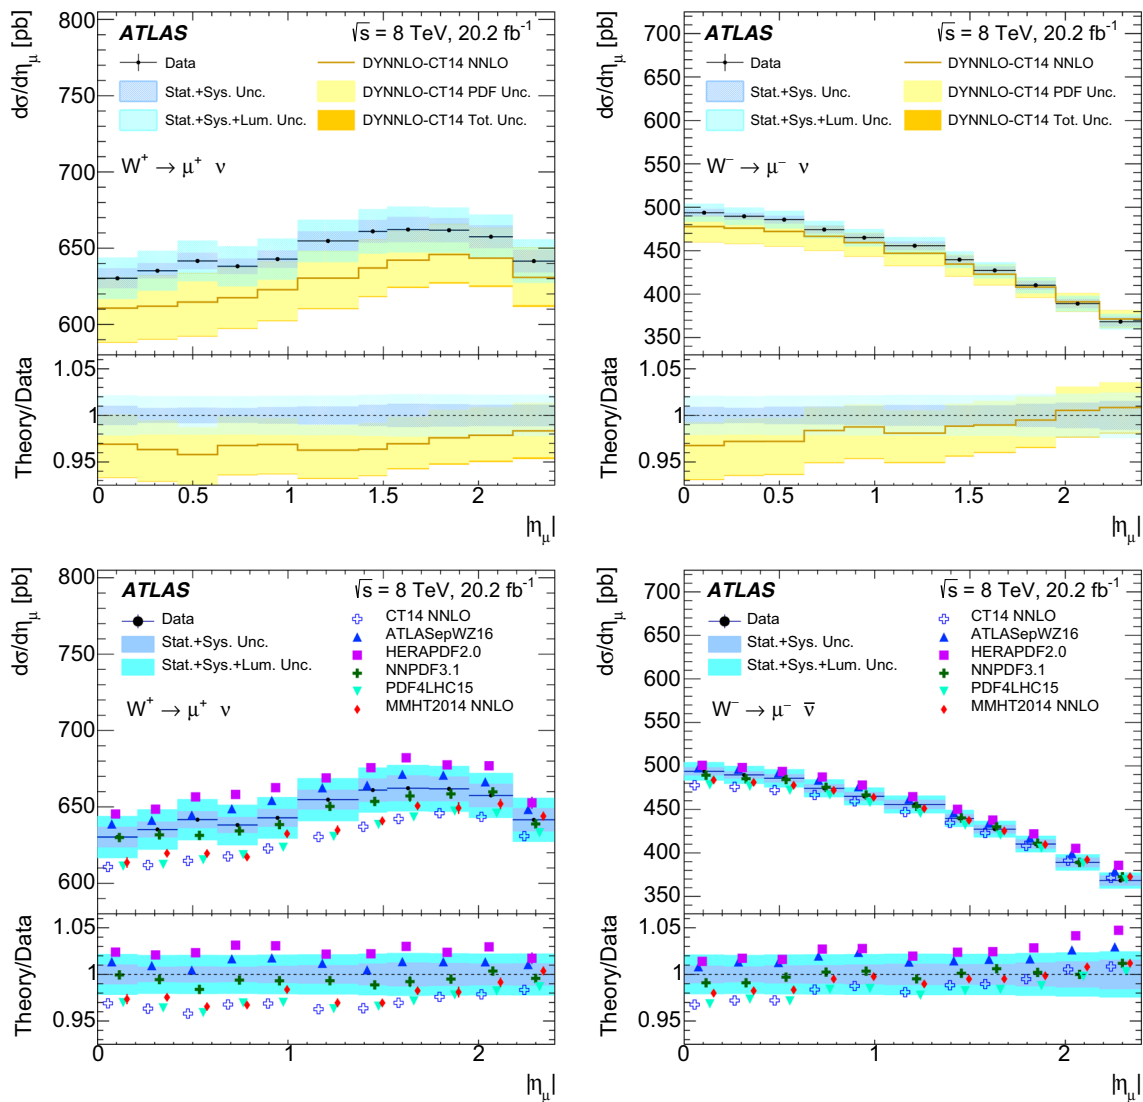 ATLAS
√s = 8 TeV, 20.2 fb⁻¹
Data
Stat.+Sys. Unc.
Stat.+Sys.+Lum. Unc.
DYNNLO-CT14 NNLO
DYNNLO-CT14 PDF Unc.
DYNNLO-CT14 Tot. Unc.
W⁺ → μ⁺ ν
dσ/dη_μ [pb]
800
750
700
650
600
Theory/Data
1.05
1
0.95
0 0.5 1 1.5 2
|η_μ|
ATLAS
√s = 8 TeV, 20.2 fb⁻¹
Data
Stat.+Sys. Unc.
Stat.+Sys.+Lum. Unc.
DYNNLO-CT14 NNLO
DYNNLO-CT14 PDF Unc.
DYNNLO-CT14 Tot. Unc.
W⁻ → μ⁻ ν
dσ/dη_μ [pb]
700
650
600
550
500
450
400
350
Theory/Data
1.05
1
0.95
0 0.5 1 1.5 2
|η_μ|
ATLAS
√s = 8 TeV, 20.2 fb⁻¹
Data
Stat.+Sys. Unc.
Stat.+Sys.+Lum. Unc.
CT14 NNLO
ATLASepWZ16
HERAPDF2.0
NNPDF3.1
PDF4LHC15
MMHT2014 NNLO
W⁺ → μ⁺ ν
dσ/dη_μ [pb]
800
750
700
650
600
Theory/Data
1.05
1
0.95
0 1 2
|η_μ|
ATLAS
√s = 8 TeV, 20.2 fb⁻¹
Data
Stat.+Sys. Unc.
Stat.+Sys.+Lum. Unc.
CT14 NNLO
ATLASepWZ16
HERAPDF2.0
NNPDF3.1
PDF4LHC15
MMHT2014 NNLO
W⁻ → μ⁻ ν̄
dσ/dη_μ [pb]
700
650
600
550
500
450
400
350
Theory/Data
1.05
1
0.95
0 1 2
|η_μ|